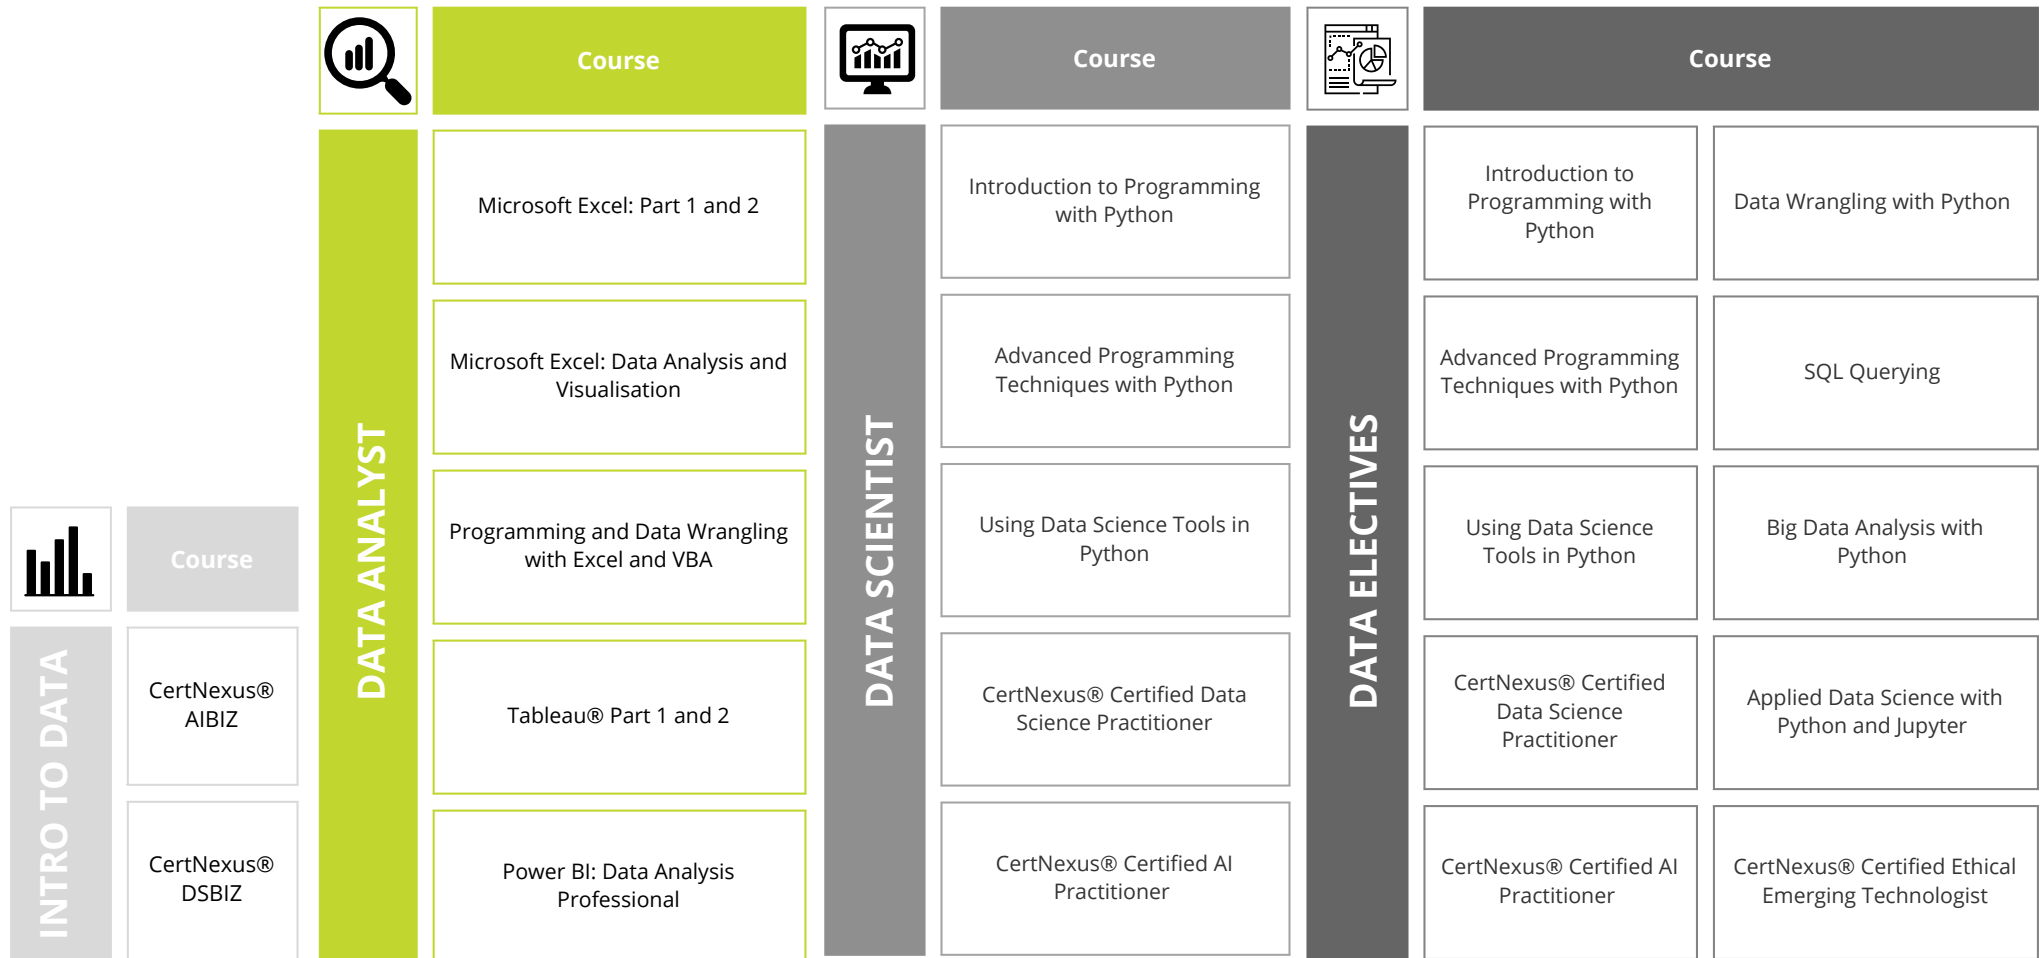 Course
INTRO TO DATA
CertNexus®
AIBIZ
CertNexus®
DSBIZ
Course
DATA ANALYST
Microsoft Excel: Part 1 and 2
Microsoft Excel: Data Analysis and
Visualisation
Programming and Data Wrangling
with Excel and VBA
Tableau® Part 1 and 2
Power BI: Data Analysis
Professional
Course
DATA SCIENTIST
Introduction to Programming
with Python
Advanced Programming
Techniques with Python
Using Data Science Tools in
Python
CertNexus® Certified Data
Science Practitioner
CertNexus® Certified AI
Practitioner
Course
DATA ELECTIVES
Introduction to
Programming with
Python
Advanced Programming
Techniques with Python
Using Data Science
Tools in Python
CertNexus® Certified
Data Science
Practitioner
CertNexus® Certified AI
Practitioner
Data Wrangling with Python
SQL Querying
Big Data Analysis with
Python
Applied Data Science with
Python and Jupyter
CertNexus® Certified Ethical
Emerging Technologist